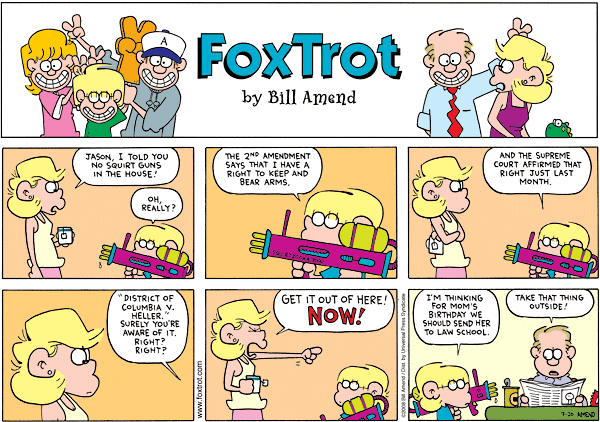 A
FOXTROT
by Bill Amend
JASON, I TOLD YOU
NO SQUIRT GUNS
IN THE HOUSE!
OH,
REALLY?
THE 2ND AMENDMENT
SAYS THAT I HAVE A
RIGHT TO KEEP AND
BEAR ARMS.
AND THE SUPREME
COURT AFFIRMED THAT
RIGHT JUST LAST
MONTH.
"DISTRICT OF
COLUMBIA V.
HELLER."
SURELY YOU'RE
AWARE OF IT.
RIGHT?
RIGHT?
www.foxtrot.com
GET IT OUT OF HERE!
NOW!
©2008 Bill Amend / Dist. by Universal Press Syndicate
I'M THINKING
FOR MOM'S
BIRTHDAY WE
SHOULD SEND HER
TO LAW SCHOOL.
TAKE THAT THING
OUTSIDE!
7-20 AMEND